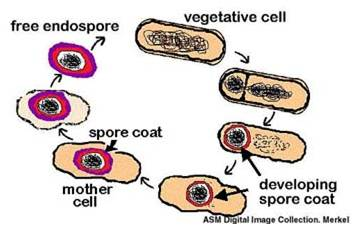 free endospore
vegetative cell
spore coat
mother
cell
developing
spore coat
ASM Digital Image Collection. Merkel